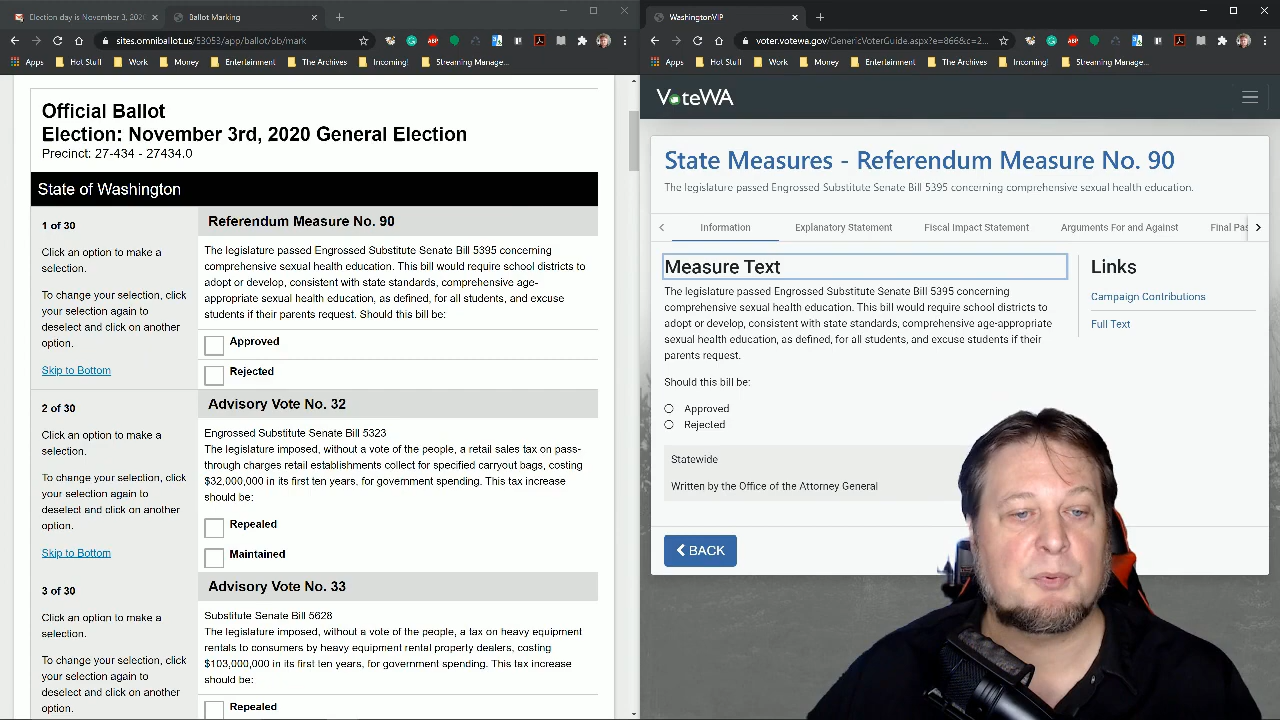 Election day is November 3, 202
Ballot Marking
sites.omniballot.us/53053/app/ballot/ob/mark
Apps
Hot Stuff
Work
Money
Entertainment
The Archives
Incoming!
Streaming Manage...
Official Ballot
Election: November 3rd, 2020 General Election
Precinct: 27-434 - 27434.0
State of Washington
1 of 30
Click an option to make a
selection.
To change your selection, click
your selection again to
deselect and click on another
option.
Skip to Bottom
Referendum Measure No. 90
The legislature passed Engrossed Substitute Senate Bill 5395 concerning
comprehensive sexual health education. This bill would require school districts to
adopt or develop, consistent with state standards, comprehensive age-
appropriate sexual health education, as defined, for all students, and excuse
students if their parents request. Should this bill be:
Approved
Rejected
2 of 30
Click an option to make a
selection.
To change your selection, click
your selection again to
deselect and click on another
option.
Skip to Bottom
Advisory Vote No. 32
Engrossed Substitute Senate Bill 5323
The legislature imposed, without a vote of the people, a retail sales tax on pass-
through charges retail establishments collect for specified carryout bags, costing
$32,000,000 in its first ten years, for government spending. This tax increase
should be:
Repealed
Maintained
3 of 30
Click an option to make a
selection.
To change your selection, click
your selection again to
deselect and click on another
Advisory Vote No. 33
Substitute Senate Bill 5628
The legislature imposed, without a vote of the people, a tax on heavy equipment
rentals to consumers by heavy equipment rental property dealers, costing
$103,000,000 in its first ten years, for government spending. This tax increase
should be:
Repealed
WashingtonVIP
voter.votewa.gov/GenericVoterGuide.aspx?e=866&c=2...
Apps
Hot Stuff
Work
Money
Entertainment
The Archives
Incoming!
Streaming Manage...
VoteWA
State Measures - Referendum Measure No. 90
The legislature passed Engrossed Substitute Senate Bill 5395 concerning comprehensive sexual health education.
Information
Explanatory Statement
Fiscal Impact Statement
Arguments For and Against
Final Pas
Measure Text
The legislature passed Engrossed Substitute Senate Bill 5395 concerning
comprehensive sexual health education. This bill would require school districts to
adopt or develop, consistent with state standards, comprehensive age-appropriate
sexual health education, as defined, for all students, and excuse students if their
parents request.
Should this bill be:
Approved
Rejected
Statewide
Written by the Office of the Attorney General
BACK
Links
Campaign Contributions
Full Text